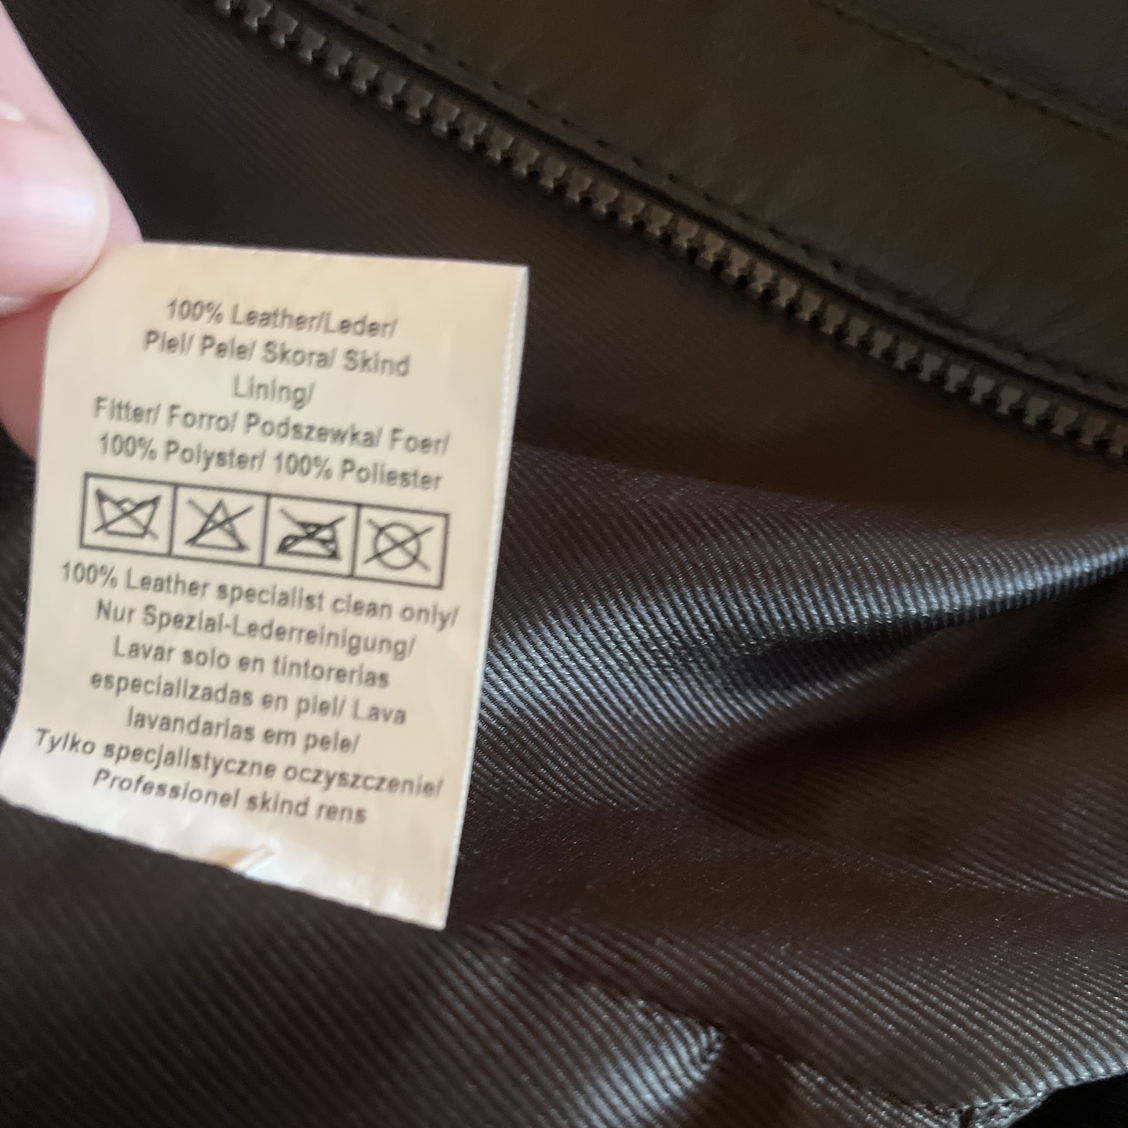 100% Leather/Leder/
Piel/ Pele/ Skora/ Skind
Lining/
Fitter/ Forro/ Podszewka/ Foer/
100% Polyster/ 100% Poliester
100% Leather specialist clean only/
Nur Spezial-Lederreinigung/
Lavar solo en tintorerias
especializadas en piel/ Lava
lavandarias em pele/
Tylko specjalistyczne oczyszczenie/
Professionel skind rens